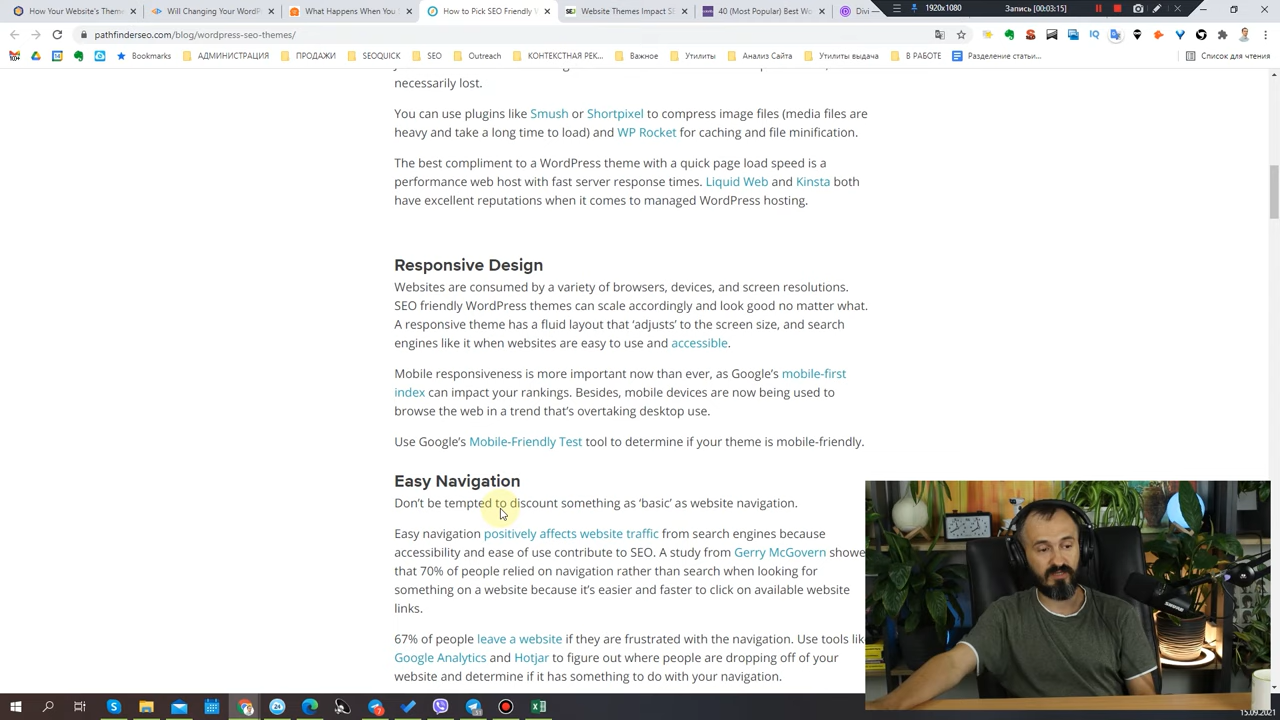 How Your Website's Theme
Will Changing Your WordP
What Happens When You
How to Pick SEO Friendly
Website Themes Impact S
40 (Most Popular) Best Wo
Divi
1920x1080
Запись [00:03:15]
pathfinderseo.com/blog/wordpress-seo-themes/
Bookmarks
АДМИНИСТРАЦИЯ
ПРОДАЖИ
SEOQUICK
SEO
Outreach
КОНТЕКСТНАЯ РЕК...
Важное
Утилиты
Анализ Сайта
Утилиты выдача
В РАБОТЕ
Розделение статьи...
Список для чтения
necessarily lost.
You can use plugins like Smush or Shortpixel to compress image files (media files are
heavy and take a long time to load) and WP Rocket for caching and file minification.
The best compliment to a WordPress theme with a quick page load speed is a
performance web host with fast server response times. Liquid Web and Kinsta both
have excellent reputations when it comes to managed WordPress hosting.
Responsive Design
Websites are consumed by a variety of browsers, devices, and screen resolutions.
SEO friendly WordPress themes can scale accordingly and look good no matter what.
A responsive theme has a fluid layout that ‘adjusts’ to the screen size, and search
engines like it when websites are easy to use and accessible.
Mobile responsiveness is more important now than ever, as Google’s mobile-first
index can impact your rankings. Besides, mobile devices are now being used to
browse the web in a trend that’s overtaking desktop use.
Use Google’s Mobile-Friendly Test tool to determine if your theme is mobile-friendly.
Easy Navigation
Don’t be tempted to discount something as ‘basic’ as website navigation.
Easy navigation positively affects website traffic from search engines because
accessibility and ease of use contribute to SEO. A study from Gerry McGovern showe
that 70% of people relied on navigation rather than search when looking for
something on a website because it’s easier and faster to click on available website
links.
67% of people leave a website if they are frustrated with the navigation. Use tools lik
Google Analytics and Hotjar to figure out where people are dropping off of your
website and determine if it has something to do with your navigation.
15.09.2021